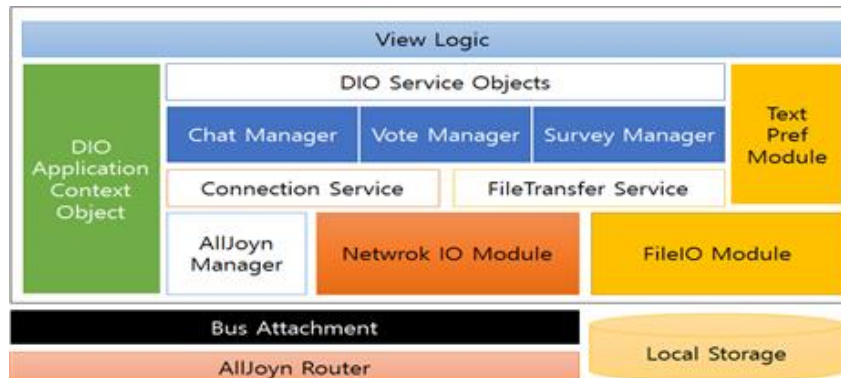 View Logic
DIO Service Objects
DIO
Application
Context
Object
Chat Manager
Vote Manager
Survey Manager
Text
Pref
Module
Connection Service
FileTransfer Service
AllJoyn
Manager
Netwrok IO Module
FileIO Module
Bus Attachment
AllJoyn Router
Local Storage